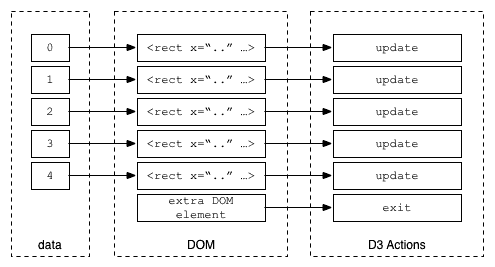 0 <rect x=“..” …> update
1 <rect x=“..” …> update
2 <rect x=“..” …> update
3 <rect x=“..” …> update
4 <rect x=“..” …> update
extra DOM
element
exit
data DOM D3 Actions